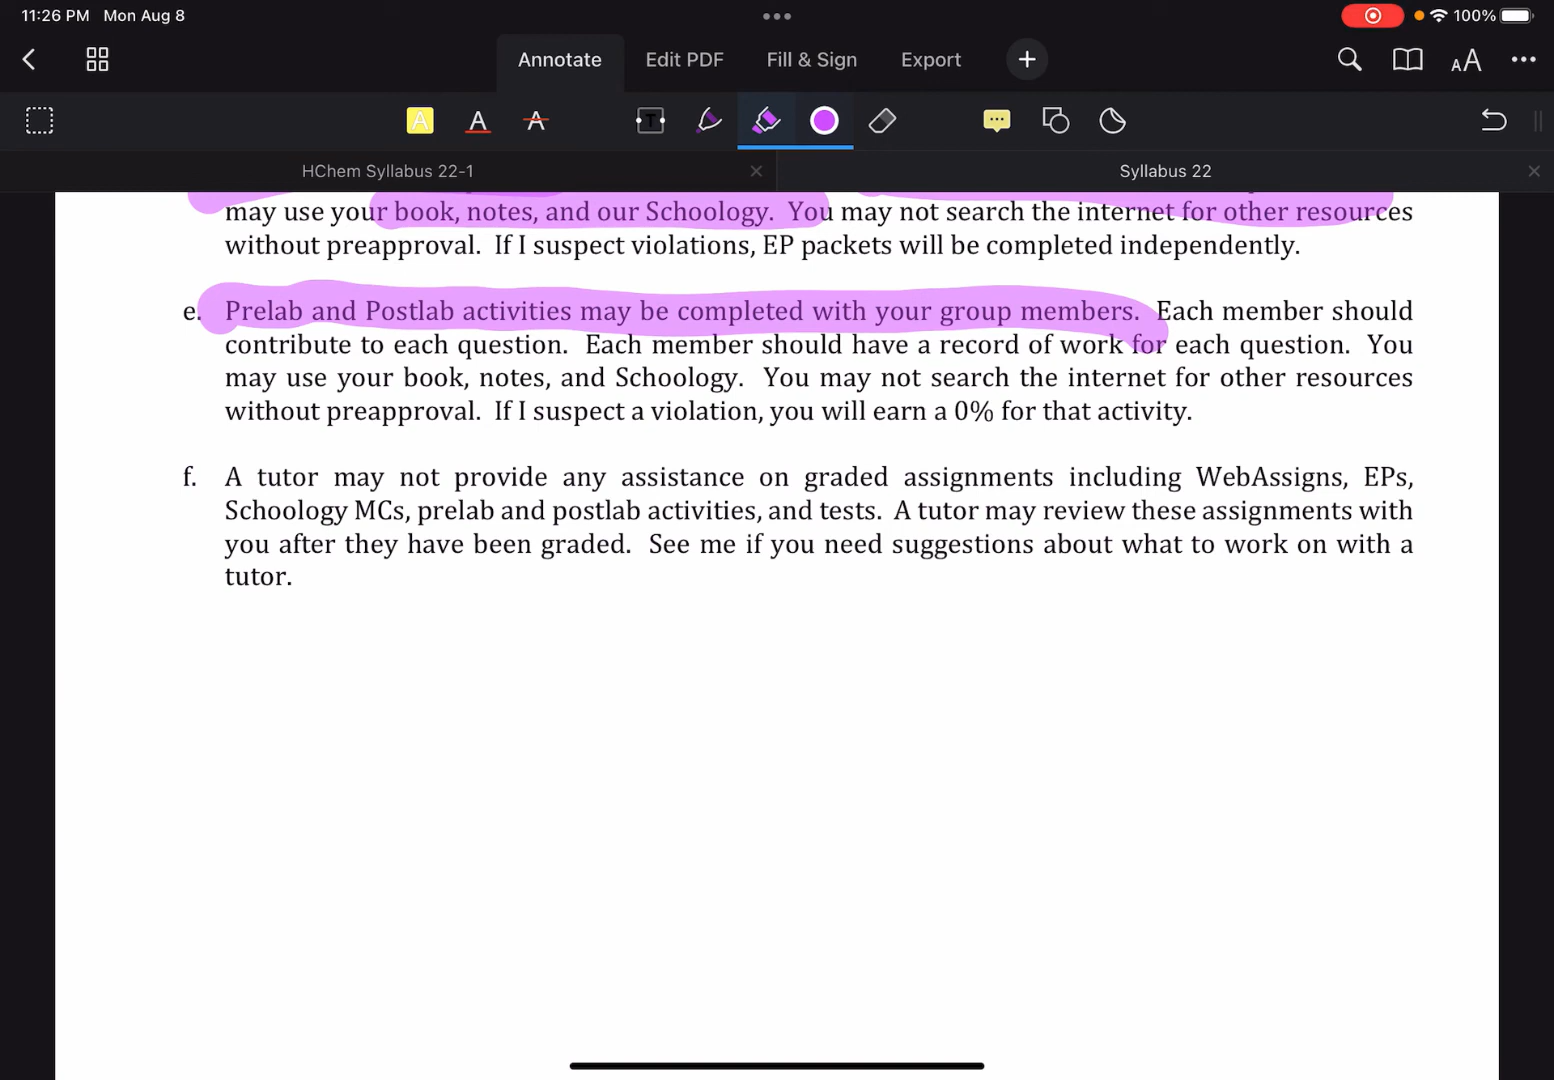 11:26 PM Mon Aug 8
100%
Annotate
Edit PDF
Fill & Sign
Export
HChem Syllabus 22-1
Syllabus 22
may use your book, notes, and our Schoology. You may not search the internet for other resources
without preapproval. If I suspect violations, EP packets will be completed independently.
e. Prelab and Postlab activities may be completed with your group members. Each member should
contribute to each question. Each member should have a record of work for each question. You
may use your book, notes, and Schoology. You may not search the internet for other resources
without preapproval. If I suspect a violation, you will earn a 0% for that activity.
f. A tutor may not provide any assistance on graded assignments including WebAssigns, EPs,
Schoology MCs, prelab and postlab activities, and tests. A tutor may review these assignments with
you after they have been graded. See me if you need suggestions about what to work on with a
tutor.